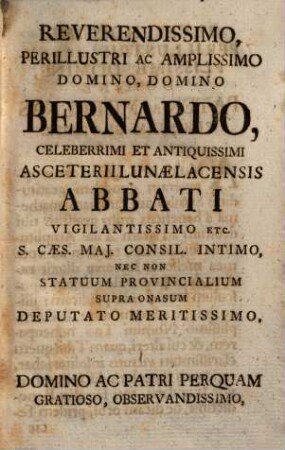 REVERENDISSIMO,
PERILLUSTRI AC AMPLISSIMO
DOMINO, DOMINO
BERNARDO,
CELEBERRIMI ET ANTIQUISSIMI
ASCETERII LUNÆLACENSIS
ABBATI
VIGILANTISSIMO ETC.
S. CÆS. MAJ. CONSIL. INTIMO,
NEC NON
STATUUM PROVINCIALIUM
SUPRA ONASUM
DEPUTATO MERITISSIMO,
DOMINO AC PATRI PERQUAM
GRATIOSO, OBSERVANDISSIMO,